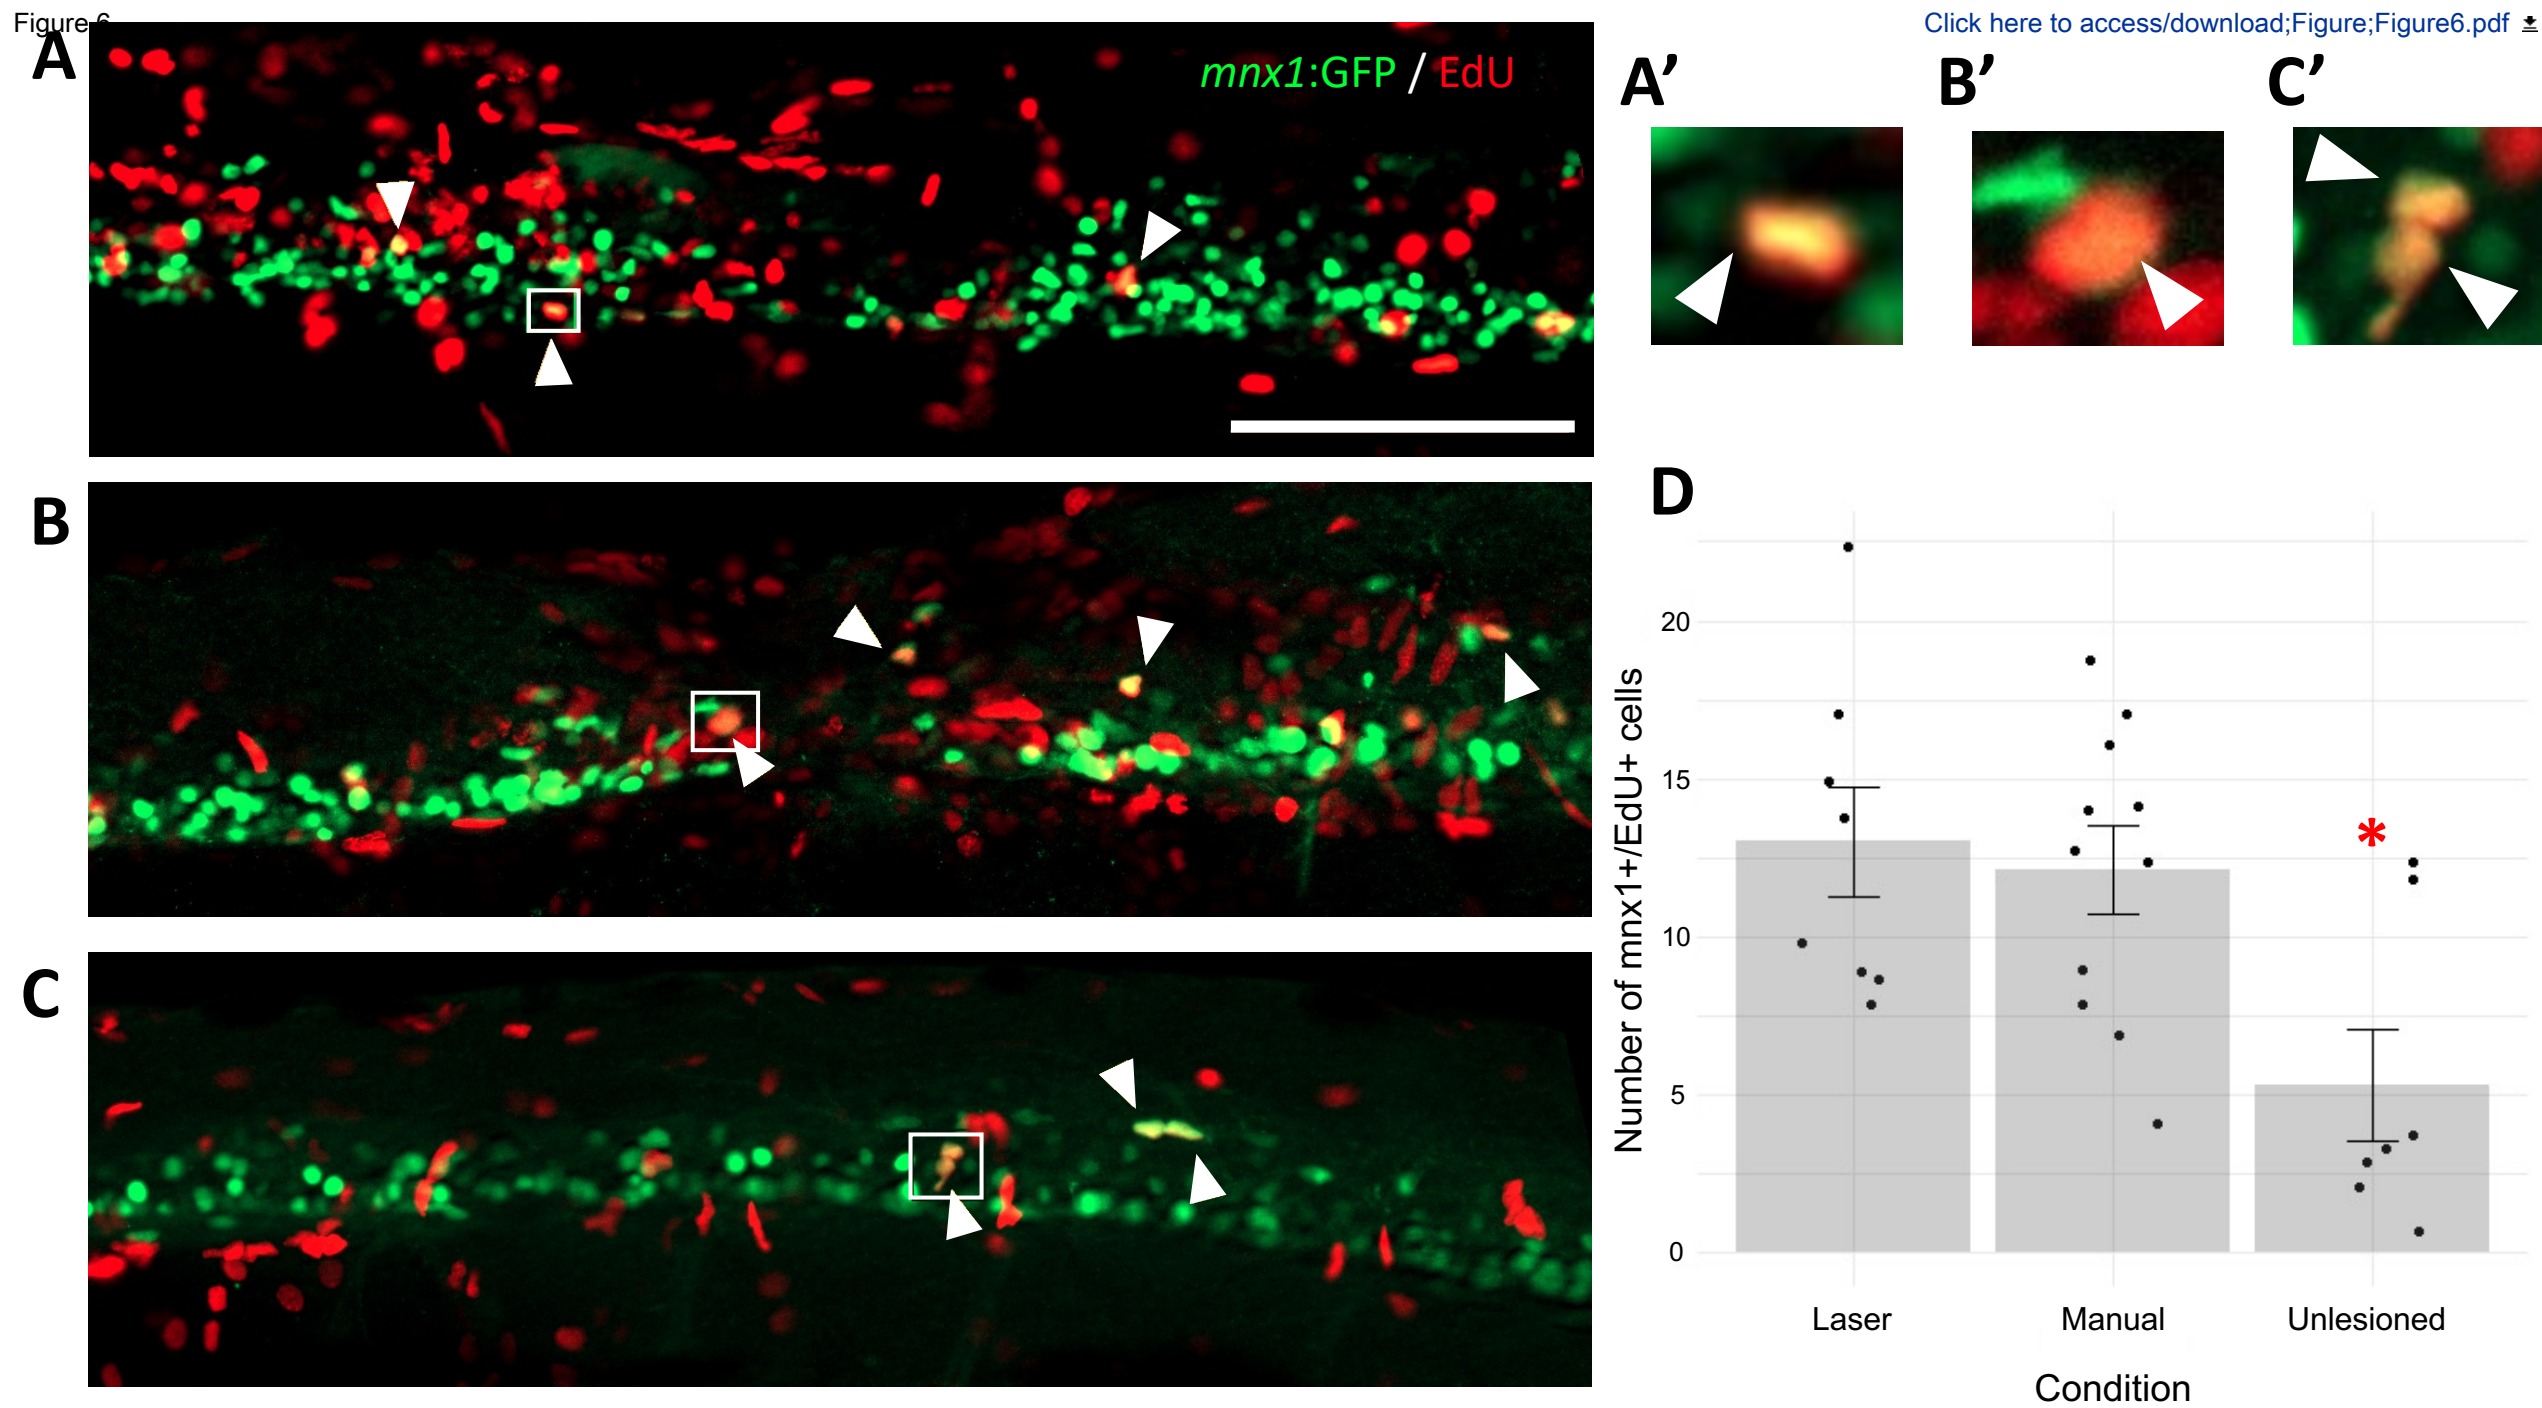 Figure 6
Click here to access/download;Figure;Figure6.pdf
A
mnx1:GFP / EdU
A’
B’
C’
B
C
D
Number of mnx1+/EdU+ cells
20
15
10
5
0
*
Laser
Manual
Unlesioned
Condition